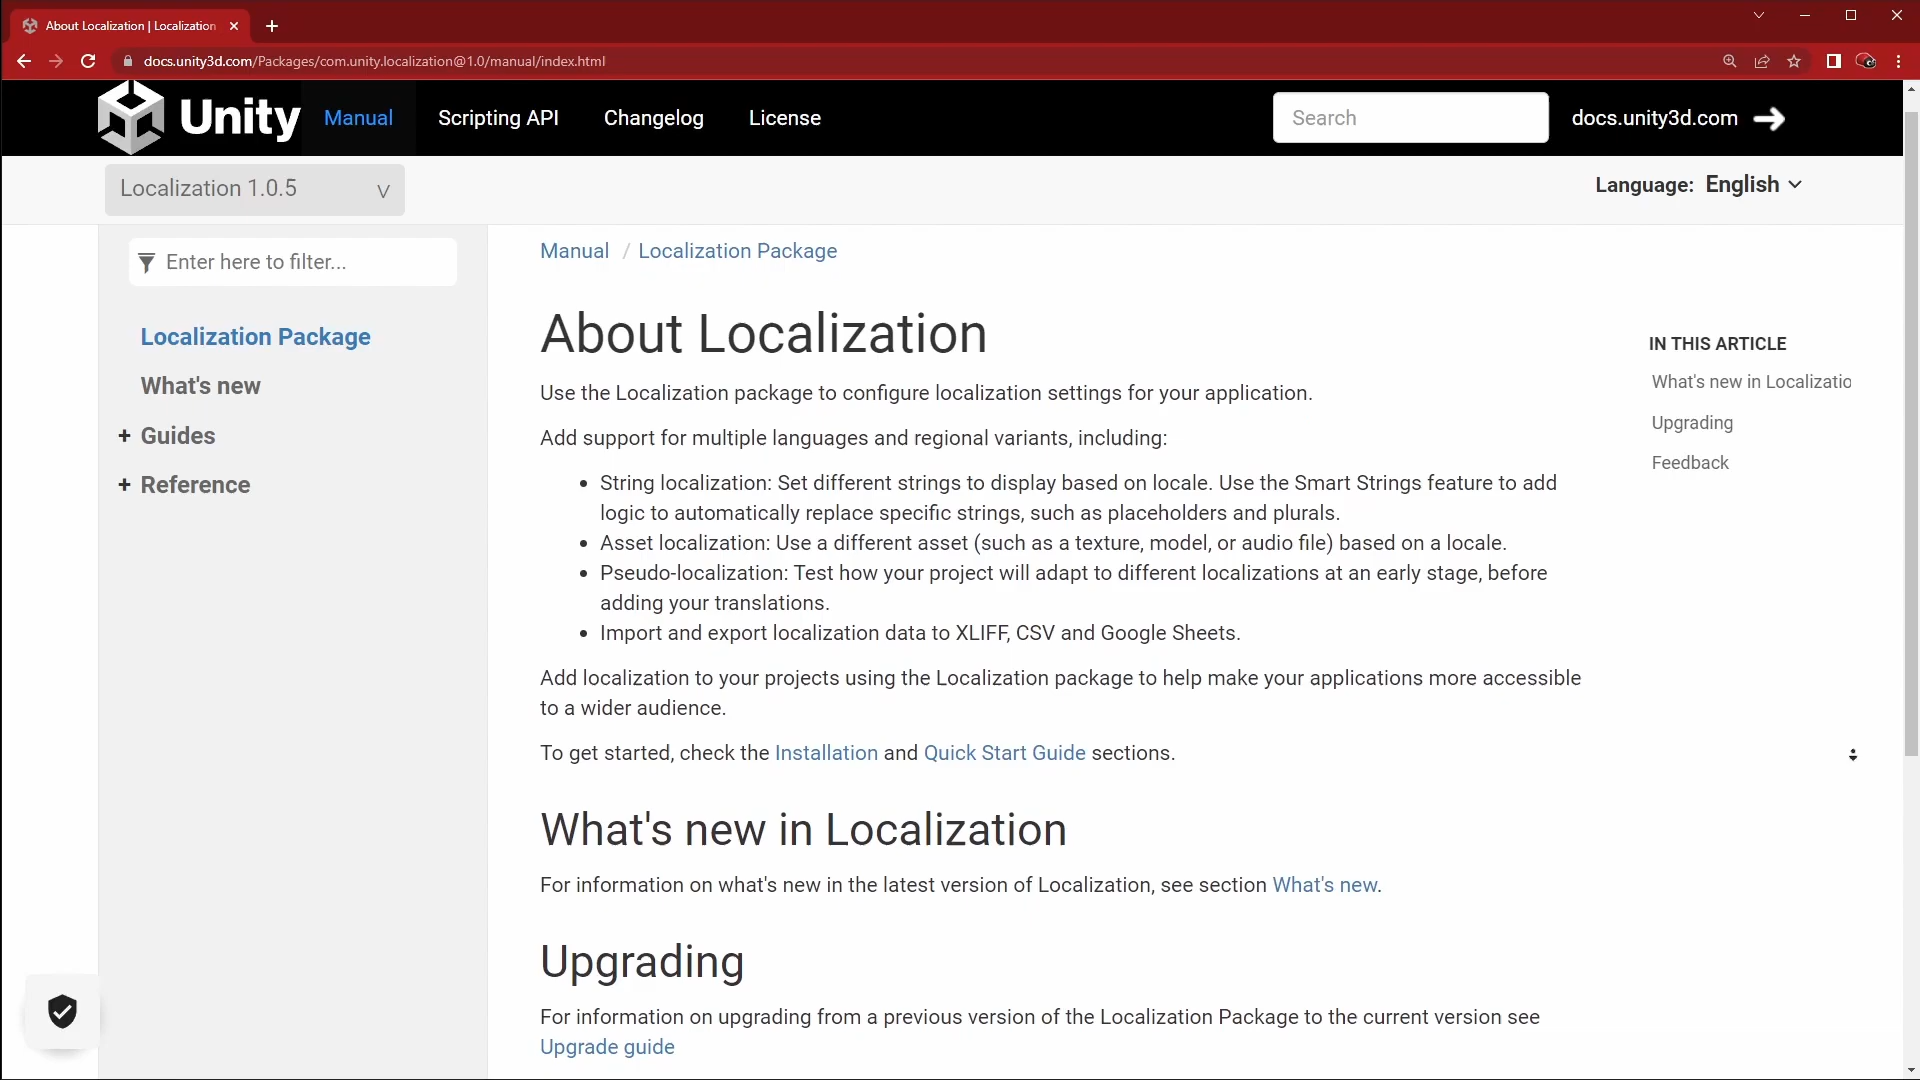 About Localization | Localization
docs.unity3d.com/Packages/com.unity.localization@1.0/manual/index.html
Unity Manual Scripting API Changelog License Search docs.unity3d.com
Localization 1.0.5 V
Language: English
Enter here to filter...
Localization Package
What's new
+ Guides
+ Reference
Manual / Localization Package
About Localization
Use the Localization package to configure localization settings for your application.
Add support for multiple languages and regional variants, including:
• String localization: Set different strings to display based on locale. Use the Smart Strings feature to add
logic to automatically replace specific strings, such as placeholders and plurals.
• Asset localization: Use a different asset (such as a texture, model, or audio file) based on a locale.
• Pseudo-localization: Test how your project will adapt to different localizations at an early stage, before
adding your translations.
• Import and export localization data to XLIFF, CSV and Google Sheets.
Add localization to your projects using the Localization package to help make your applications more accessible
to a wider audience.
To get started, check the Installation and Quick Start Guide sections.
What's new in Localization
For information on what's new in the latest version of Localization, see section What's new.
Upgrading
For information on upgrading from a previous version of the Localization Package to the current version see
Upgrade guide
IN THIS ARTICLE
What's new in Localizatio
Upgrading
Feedback